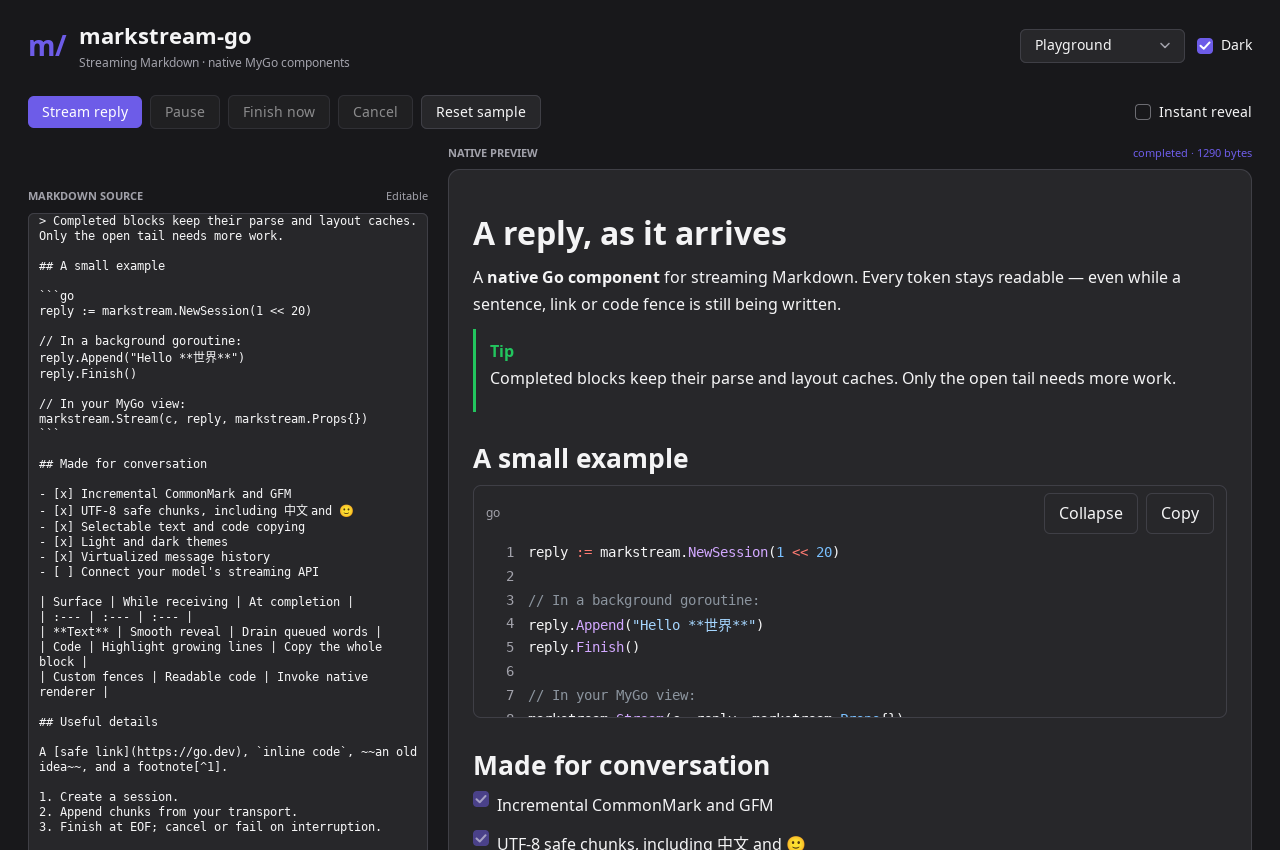 m/
markstream-go
Streaming Markdown · native MyGo components
Playground
Dark
Stream reply
Pause
Finish now
Cancel
Reset sample
Instant reveal
MARKDOWN SOURCE
Editable
> Completed blocks keep their parse and layout caches.
Only the open tail needs more work.
## A small example
```go
reply := markstream.NewSession(1 << 20)
// In a background goroutine:
reply.Append("Hello **世界**")
reply.Finish()
// In your MyGo view:
markstream.Stream(c, reply, markstream.Props{})
```
## Made for conversation
- [x] Incremental CommonMark and GFM
- [x] UTF-8 safe chunks, including 中文 and 🙂
- [x] Selectable text and code copying
- [x] Light and dark themes
- [x] Virtualized message history
- [ ] Connect your model's streaming API
| Surface | While receiving | At completion |
| :--- | :--- | :--- |
| **Text** | Smooth reveal | Drain queued words |
| Code | Highlight growing lines | Copy the whole
block |
| Custom fences | Readable code | Invoke native
renderer |
## Useful details
A [safe link](https://go.dev), `inline code`, ~~an old
idea~~, and a footnote[^1].
1. Create a session.
2. Append chunks from your transport.
3. Finish at EOF; cancel or fail on interruption.
NATIVE PREVIEW
completed · 1290 bytes
A reply, as it arrives
A native Go component for streaming Markdown. Every token stays readable — even while a
sentence, link or code fence is still being written.
Tip
Completed blocks keep their parse and layout caches. Only the open tail needs more work.
A small example
go
Collapse
Copy
1 reply := markstream.NewSession(1 << 20)
2
3 // In a background goroutine:
4 reply.Append("Hello **世界**")
5 reply.Finish()
6
7 // In your MyGo view:
8 markstream.Stream(c, reply, markstream.Props{})
Made for conversation
Incremental CommonMark and GFM
UTF-8 safe chunks, including 中文 and 🙂